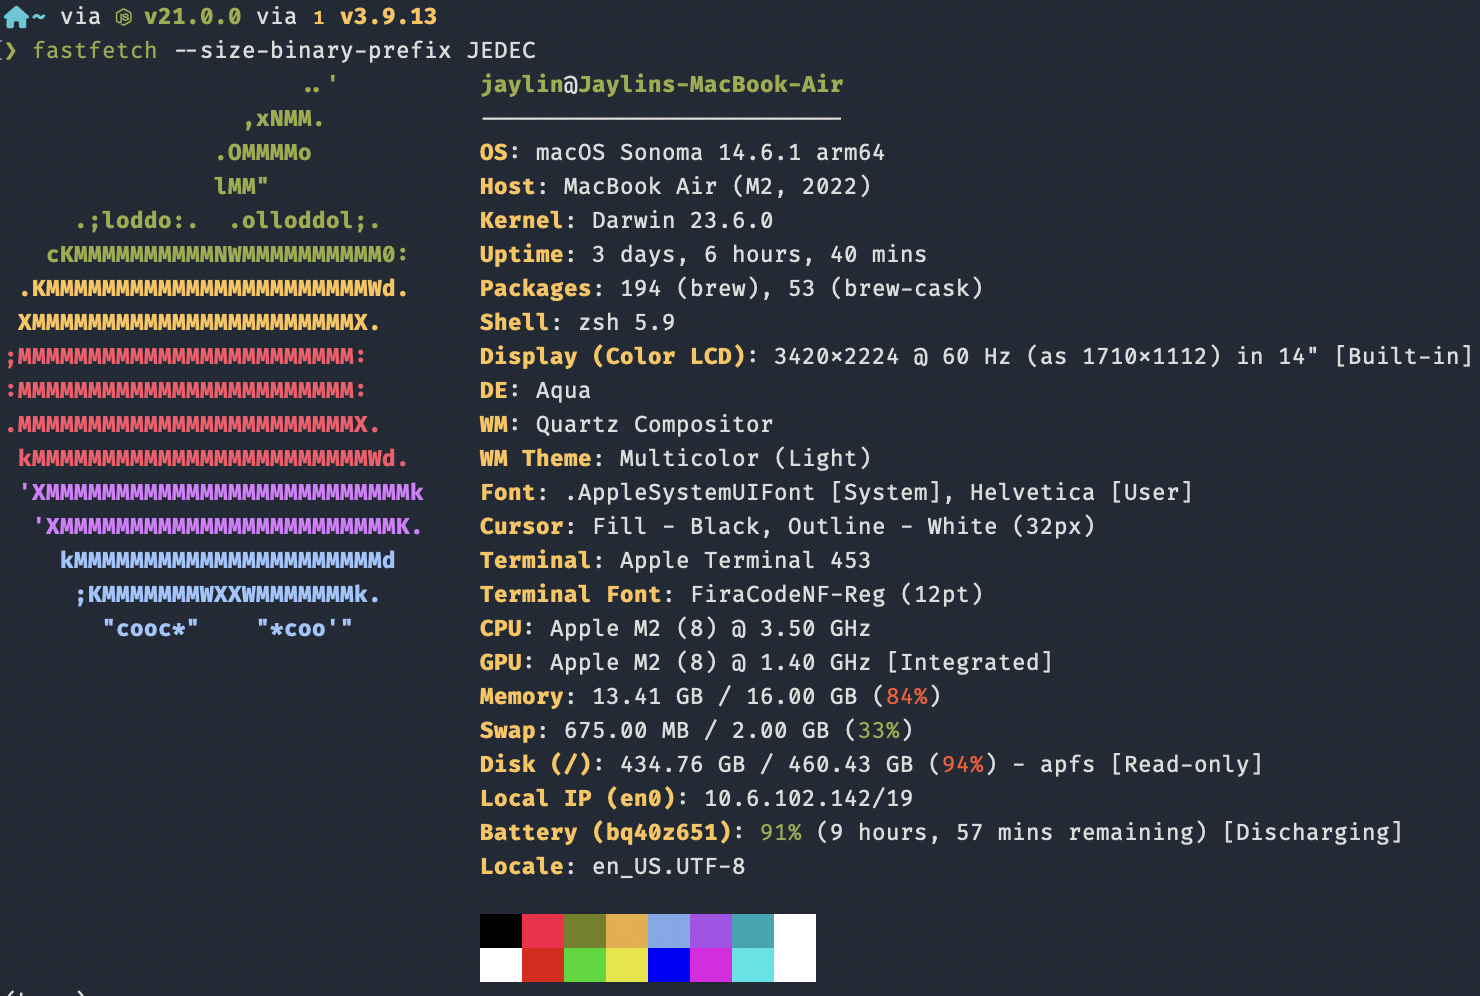 ~ via v21.0.0 via 1 v3.9.13
❯ fastfetch --size-binary-prefix JEDEC
..'
,xNMM.
.OMMMMo
lMM"
.;loddo:.  .olloddol;.
cKMMMMMMMMMMNWMMMMMMMMMM0:
.KMMMMMMMMMMMMMMMMMMMMMMMWd.
XMMMMMMMMMMMMMMMMMMMMMMMX.
;MMMMMMMMMMMMMMMMMMMMMMMM:
:MMMMMMMMMMMMMMMMMMMMMMMM:
.MMMMMMMMMMMMMMMMMMMMMMMMX.
kMMMMMMMMMMMMMMMMMMMMMMMMWd.
'XMMMMMMMMMMMMMMMMMMMMMMMMMMk
'XMMMMMMMMMMMMMMMMMMMMMMMMK.
kMMMMMMMMMMMMMMMMMMMMMMd
;KMMMMMMMWXXWMMMMMMMk.
"cooc*"    "*coo'"
jaylin@Jaylins-MacBook-Air
──────────────────────────
OS: macOS Sonoma 14.6.1 arm64
Host: MacBook Air (M2, 2022)
Kernel: Darwin 23.6.0
Uptime: 3 days, 6 hours, 40 mins
Packages: 194 (brew), 53 (brew-cask)
Shell: zsh 5.9
Display (Color LCD): 3420×2224 @ 60 Hz (as 1710×1112) in 14" [Built-in]
DE: Aqua
WM: Quartz Compositor
WM Theme: Multicolor (Light)
Font: .AppleSystemUIFont [System], Helvetica [User]
Cursor: Fill - Black, Outline - White (32px)
Terminal: Apple Terminal 453
Terminal Font: FiraCodeNF-Reg (12pt)
CPU: Apple M2 (8) @ 3.50 GHz
GPU: Apple M2 (8) @ 1.40 GHz [Integrated]
Memory: 13.41 GB / 16.00 GB (84%)
Swap: 675.00 MB / 2.00 GB (33%)
Disk (/): 434.76 GB / 460.43 GB (94%) - apfs [Read-only]
Local IP (en0): 10.6.102.142/19
Battery (bq40z651): 91% (9 hours, 57 mins remaining) [Discharging]
Locale: en_US.UTF-8